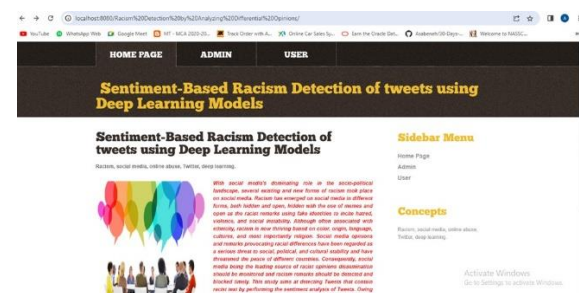 localhost:8080/Racism%20Detection%20by%20Analyzing%20Differential%20Opinions/
YouTube WhatsApp Web Google Meet MT - MCA 2020-20... Track Order with A... Online Car Sales Sy... Earn the Oracle Dat... Welcome to NASSC...
HOME PAGE ADMIN USER
Sentiment-Based Racism Detection of tweets using
Deep Learning Models
Sentiment-Based Racism Detection of
tweets using Deep Learning Models
Racism, social media, online abuse, Twitter, deep learning.
With social media's dominating role in the socio-political
landscape, several existing and new forms of racism took place
on social media. Racism has emerged on social media in different
forms, both hidden and open, hidden with the use of memes and
open as the racist remarks using fake identities to incite hatred,
violence, and social instability. Although often associated with
ethnicity, racism is now thriving based on color, origin, language,
cultures, and most importantly religion. Social media opinions
and remarks provocating racial differences have been regarded as
a serious threat to social, political, and cultural stability and have
threatened the peace of different countries. Consequently, social
media being the leading source of racist opinions dissemination
should be monitored and racism remarks should be detected and
blocked timely. This study aims at detecting Tweets that contain
racist text by performing the sentiment analysis of Tweets. Owing
Sidebar Menu
Home Page
Admin
User
Concepts
Racism, social media, online abuse,
Twitter, deep learning.
Activate Windows
Go to Settings to activate Windows.